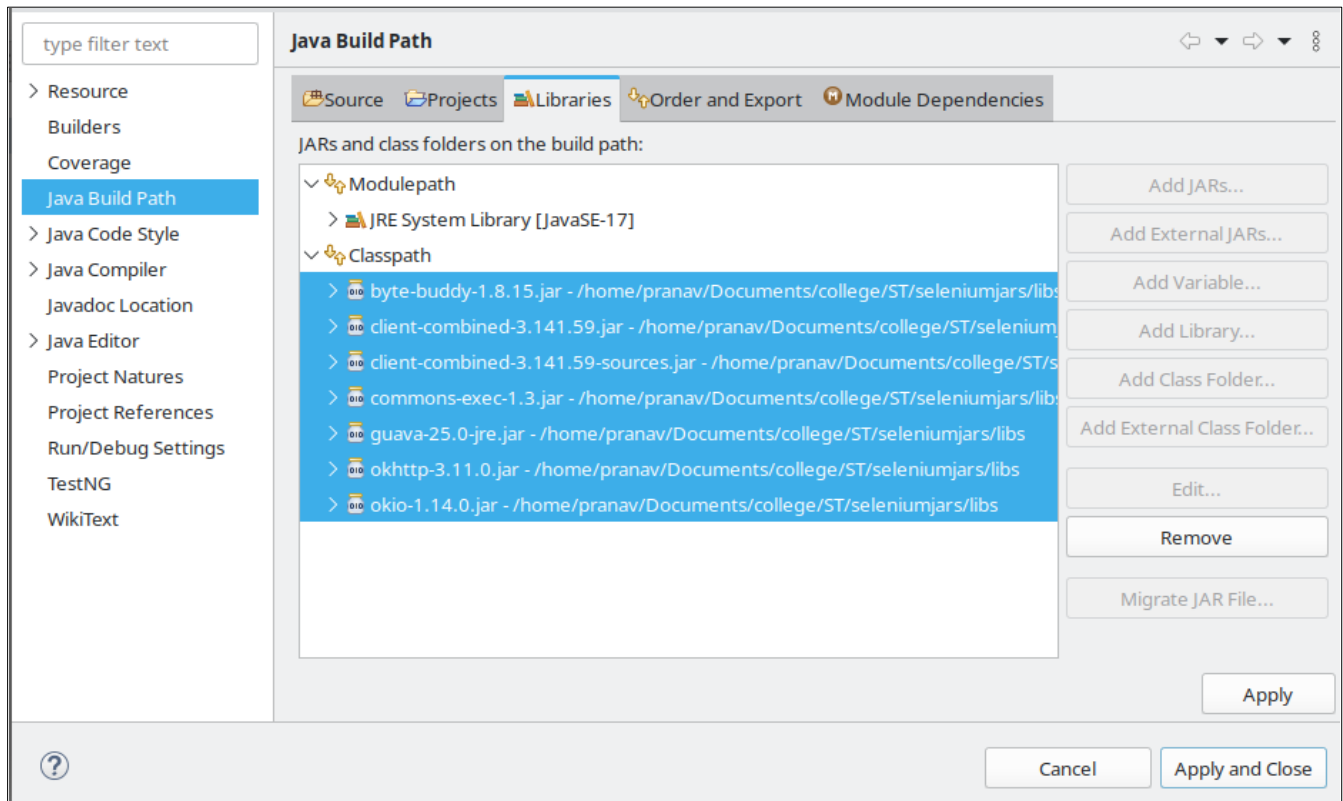 type filter text
Resource
Builders
Coverage
Java Build Path
Java Code Style
Java Compiler
Javadoc Location
Java Editor
Project Natures
Project References
Run/Debug Settings
TestNG
WikiText
Java Build Path
Source Projects Libraries Order and Export Module Dependencies
JARs and class folders on the build path:
Modulepath
JRE System Library [JavaSE-17]
Classpath
byte-buddy-1.8.15.jar - /home/pranav/Documents/college/ST/seleniumjars/libs
client-combined-3.141.59.jar - /home/pranav/Documents/college/ST/selenium
client-combined-3.141.59-sources.jar - /home/pranav/Documents/college/ST/s
commons-exec-1.3.jar - /home/pranav/Documents/college/ST/seleniumjars/libs
guava-25.0-jre.jar - /home/pranav/Documents/college/ST/seleniumjars/libs
okhttp-3.11.0.jar - /home/pranav/Documents/college/ST/seleniumjars/libs
okio-1.14.0.jar - /home/pranav/Documents/college/ST/seleniumjars/libs
Add JARs...
Add External JARs...
Add Variable...
Add Library...
Add Class Folder...
Add External Class Folder...
Edit...
Remove
Migrate JAR File...
Apply
Cancel
Apply and Close